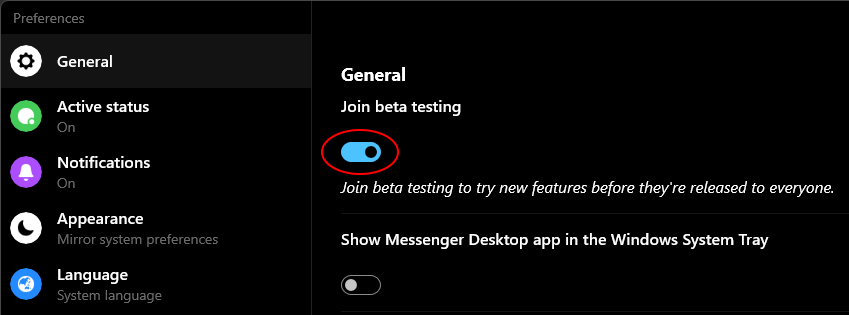 Preferences
General
Active status
On
Notifications
On
Appearance
Mirror system preferences
Language
System language
General
Join beta testing
Join beta testing to try new features before they're released to everyone.
Show Messenger Desktop app in the Windows System Tray